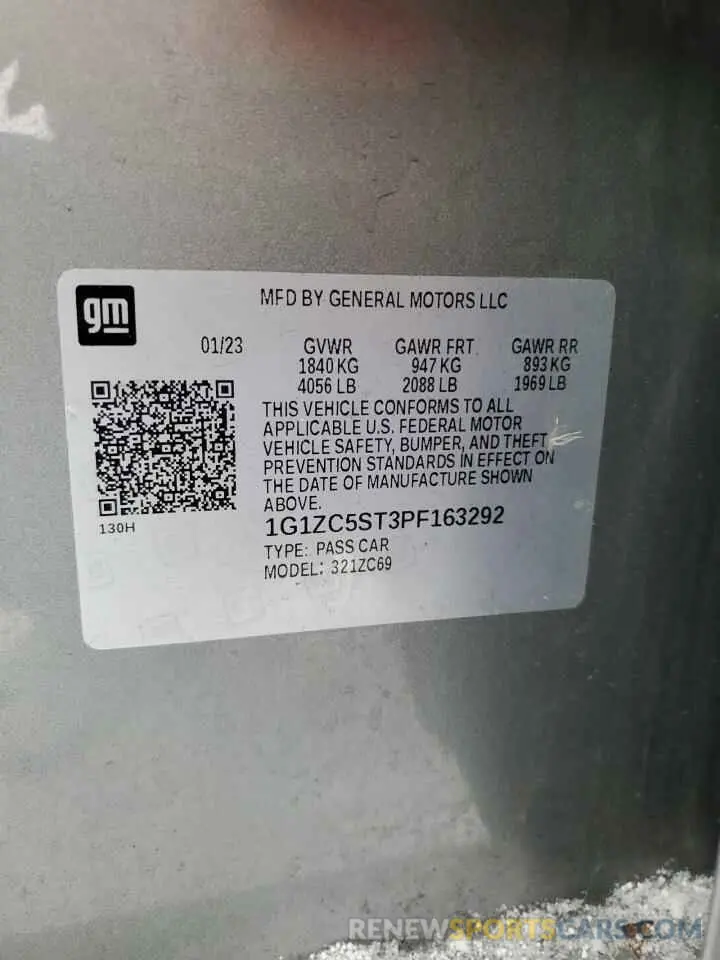 gm
MFD BY GENERAL MOTORS LLC
01/23 GVWR GAWR FRT GAWR RR
1840 KG 947 KG 893 KG
4056 LB 2088 LB 1969 LB
THIS VEHICLE CONFORMS TO ALL
APPLICABLE U.S. FEDERAL MOTOR
VEHICLE SAFETY, BUMPER, AND THEFT
PREVENTION STANDARDS IN EFFECT ON
THE DATE OF MANUFACTURE SHOWN
ABOVE.
130H
1G1ZC5ST3PF163292
TYPE: PASS CAR
MODEL: 321ZC69
RENEWSPORTSCARS.COM